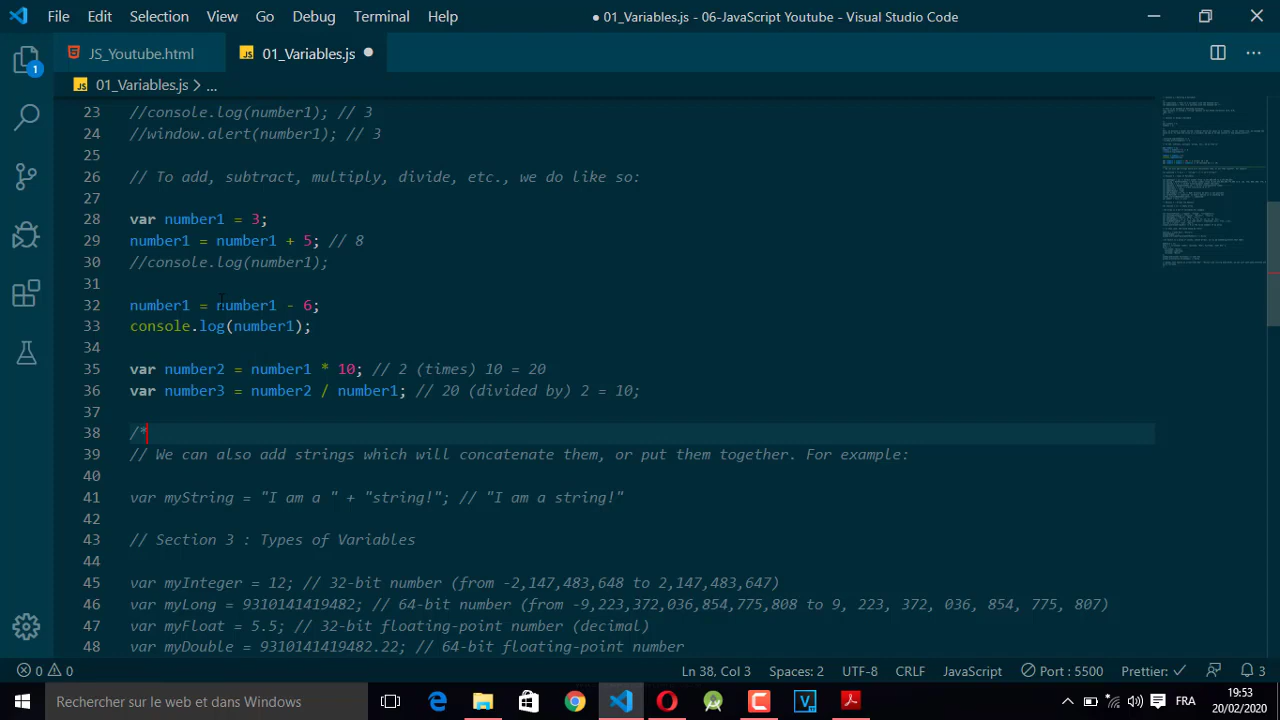 File Edit Selection View Go Debug Terminal Help
● 01_Variables.js - 06-JavaScript Youtube - Visual Studio Code
JS_Youtube.html
JS 01_Variables.js ●
JS 01_Variables.js > ...
1
23 //console.log(number1); // 3
24 //window.alert(number1); // 3
25
26 // To add, subtract, multiply, divide, etc... we do like so:
27
28 var number1 = 3;
29 number1 = number1 + 5; // 8
30 //console.log(number1);
31
32 number1 = number1 - 6;
33 console.log(number1);
34
35 var number2 = number1 * 10; // 2 (times) 10 = 20
36 var number3 = number2 / number1; // 20 (divided by) 2 = 10;
37
38 /*
39 // We can also add strings which will concatenate them, or put them together. For example:
40
41 var myString = "I am a " + "string!"; // "I am a string!"
42
43 // Section 3 : Types of Variables
44
45 var myInteger = 12; // 32-bit number (from -2,147,483,648 to 2,147,483,647)
46 var myLong = 9310141419482; // 64-bit number (from -9,223,372,036,854,775,808 to 9, 223, 372, 036, 854, 775, 807)
47 var myFloat = 5.5; // 32-bit floating-point number (decimal)
48 var myDouble = 9310141419482.22; // 64-bit floating-point number
0 0
Ln 38, Col 3 Spaces: 2 UTF-8 CRLF JavaScript Port : 5500 Prettier: ✓ 3
Rechercher sur le web et dans Windows
FRA
19:53
20/02/2020